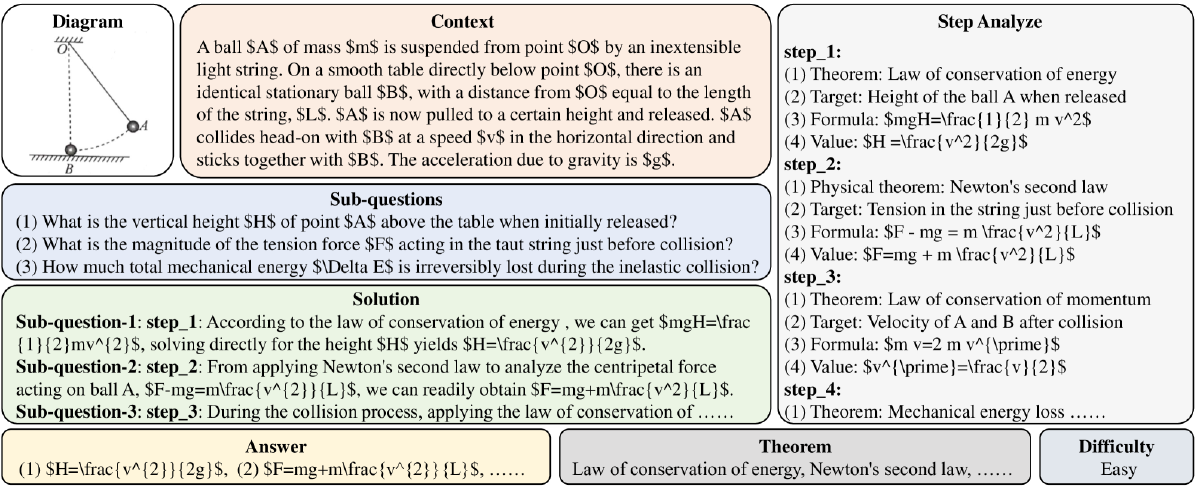 Diagram
O
A
B
Context
A ball $A$ of mass $m$ is suspended from point $O$ by an inextensible
light string. On a smooth table directly below point $O$, there is an
identical stationary ball $B$, with a distance from $O$ equal to the length
of the string, $L$. $A$ is now pulled to a certain height and released. $A$
collides head-on with $B$ at a speed $v$ in the horizontal direction and
sticks together with $B$. The acceleration due to gravity is $g$.
Sub-questions
(1) What is the vertical height $H$ of point $A$ above the table when initially released?
(2) What is the magnitude of the tension force $F$ acting in the taut string just before collision?
(3) How much total mechanical energy $\Delta E$ is irreversibly lost during the inelastic collision?
Solution
Sub-question-1: step_1: According to the law of conservation of energy , we can get $mgH=\frac
{1}{2}mv^{2}$, solving directly for the height $H$ yields $H=\frac{v^{2}}{2g}$.
Sub-question-2: step_2: From applying Newton's second law to analyze the centripetal force
acting on ball A, $F-mg=m\frac{v^{2}}{L}$, we can readily obtain $F=mg+m\frac{v^2}{L}$.
Sub-question-3: step_3: During the collision process, applying the law of conservation of ……
Step Analyze
step_1:
(1) Theorem: Law of conservation of energy
(2) Target: Height of the ball A when released
(3) Formula: $mgH=\frac{1}{2} m v^2$
(4) Value: $H =\frac{v^2}{2g}$
step_2:
(1) Physical theorem: Newton's second law
(2) Target: Tension in the string just before collision
(3) Formula: $F - mg = m \frac{v^2}{L}$
(4) Value: $F=mg + m \frac{v^2}{L}$
step_3:
(1) Theorem: Law of conservation of momentum
(2) Target: Velocity of A and B after collision
(3) Formula: $m v=2 m v^{\prime}$
(4) Value: $v^{\prime}=\frac{v}{2}$
step_4:
(1) Theorem: Mechanical energy loss ……
Answer
(1) $H=\frac{v^{2}}{2g}$, (2) $F=mg+m\frac{v^{2}}{L}$, ……
Theorem
Law of conservation of energy, Newton's second law, ……
Difficulty
Easy